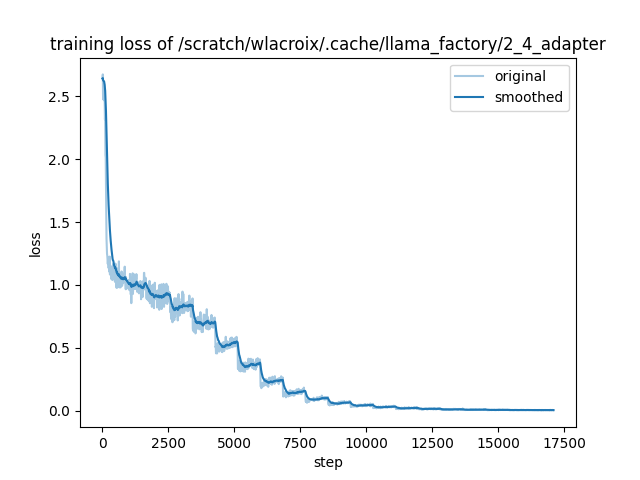 training loss of /scratch/wlacroix/.cache/llama_factory/2_4_adapter
original
smoothed
loss
2.5
2.0
1.5
1.0
0.5
0.0
0 2500 5000 7500 10000 12500 15000 17500
step